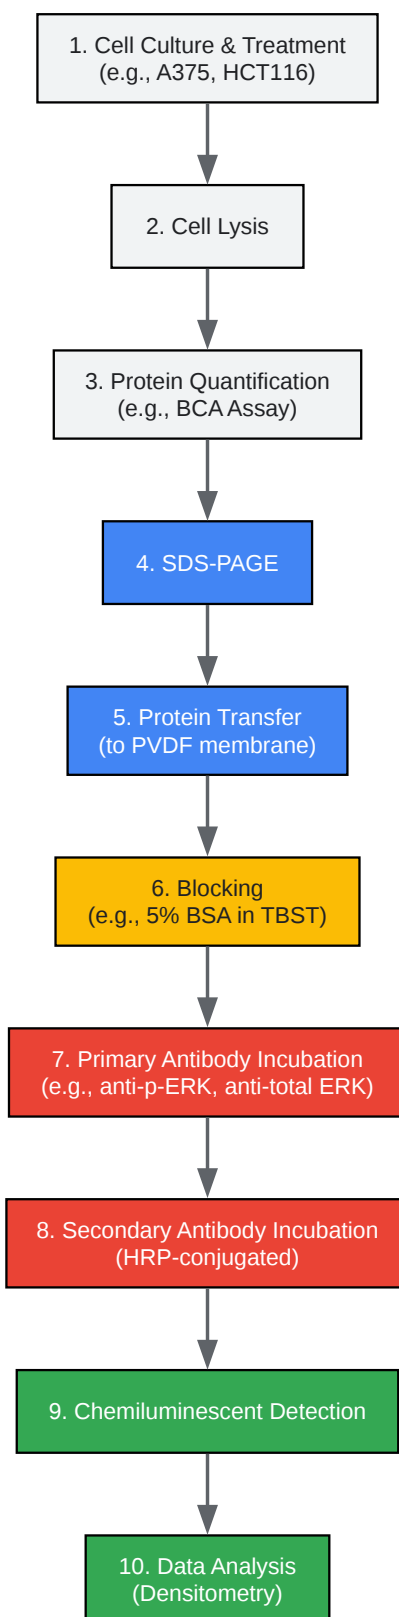 1. Cell Culture & Treatment
(e.g., A375, HCT116)
2. Cell Lysis
3. Protein Quantification
(e.g., BCA Assay)
4. SDS-PAGE
5. Protein Transfer
(to PVDF membrane)
6. Blocking
(e.g., 5% BSA in TBST)
7. Primary Antibody Incubation
(e.g., anti-p-ERK, anti-total ERK)
8. Secondary Antibody Incubation
(HRP-conjugated)
9. Chemiluminescent Detection
10. Data Analysis
(Densitometry)